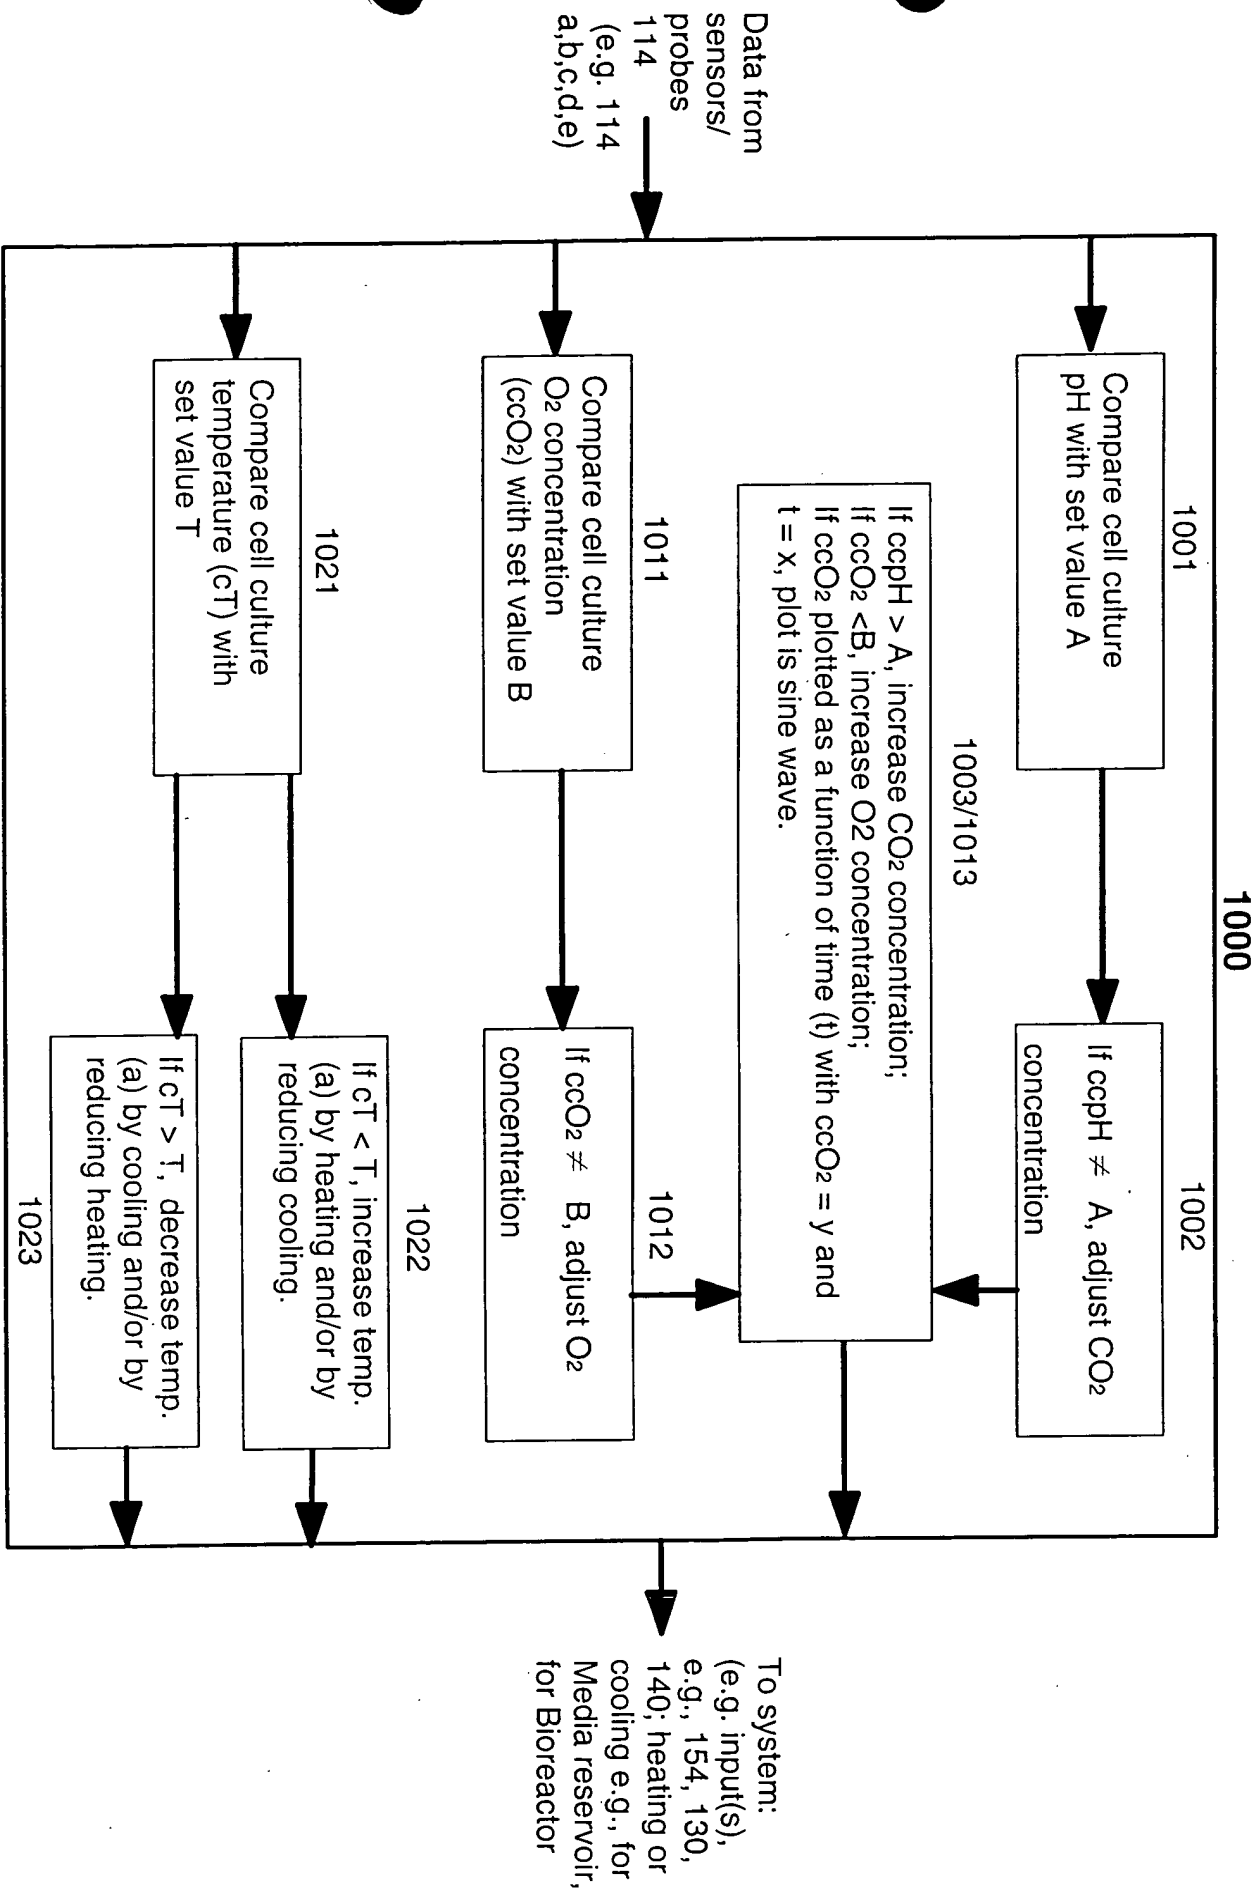 1000
Data from
sensors/
probes
114
(e.g. 114
a,b,c,d,e)
1001
Compare cell culture
pH with set value A
1002
If ccpH ≠ A, adjust CO2
concentration
1003/1013
If ccpH > A, increase CO2 concentration;
If ccO2 <B, increase O2 concentration;
If ccO2 plotted as a function of time (t) with ccO2 = y and
t = x, plot is sine wave.
1011
Compare cell culture
O2 concentration
(ccO2) with set value B
1012
If ccO2 ≠ B, adjust O2
concentration
1021
Compare cell culture
temperature (cT) with
set value T
1022
If cT < T, increase temp.
(a) by heating and/or by
reducing cooling.
If cT > T, decrease temp.
(a) by cooling and/or by
reducing heating.
1023
To system:
(e.g. input(s),
e.g., 154, 130,
140; heating or
cooling e.g., for
Media reservoir,
for Bioreactor